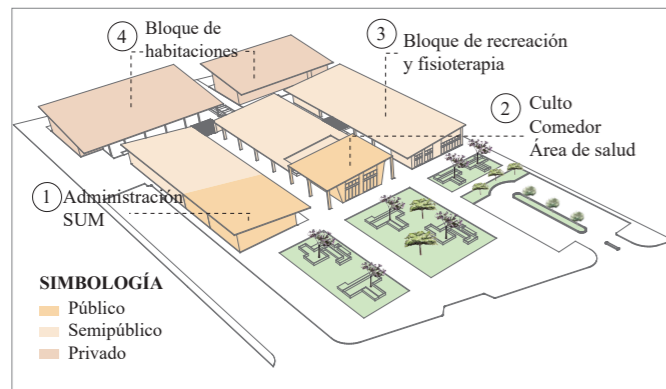 4
Bloque de
habitaciones
3
Bloque de recreación
y fisioterapia
2
Culto
Comedor
Área de salud
1
Administración
SUM
SIMBOLOGÍA
Público
Semipúblico
Privado